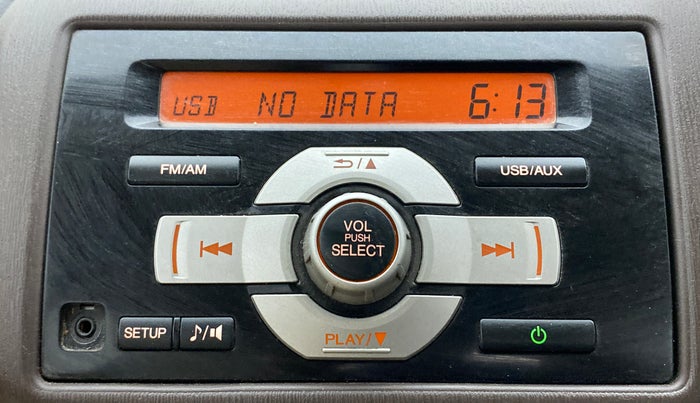 USB NO DATA 6:13
FM/AM
/▲
USB/AUX
VOL
PUSH
SELECT
SETUP
♪/
PLAY/▼